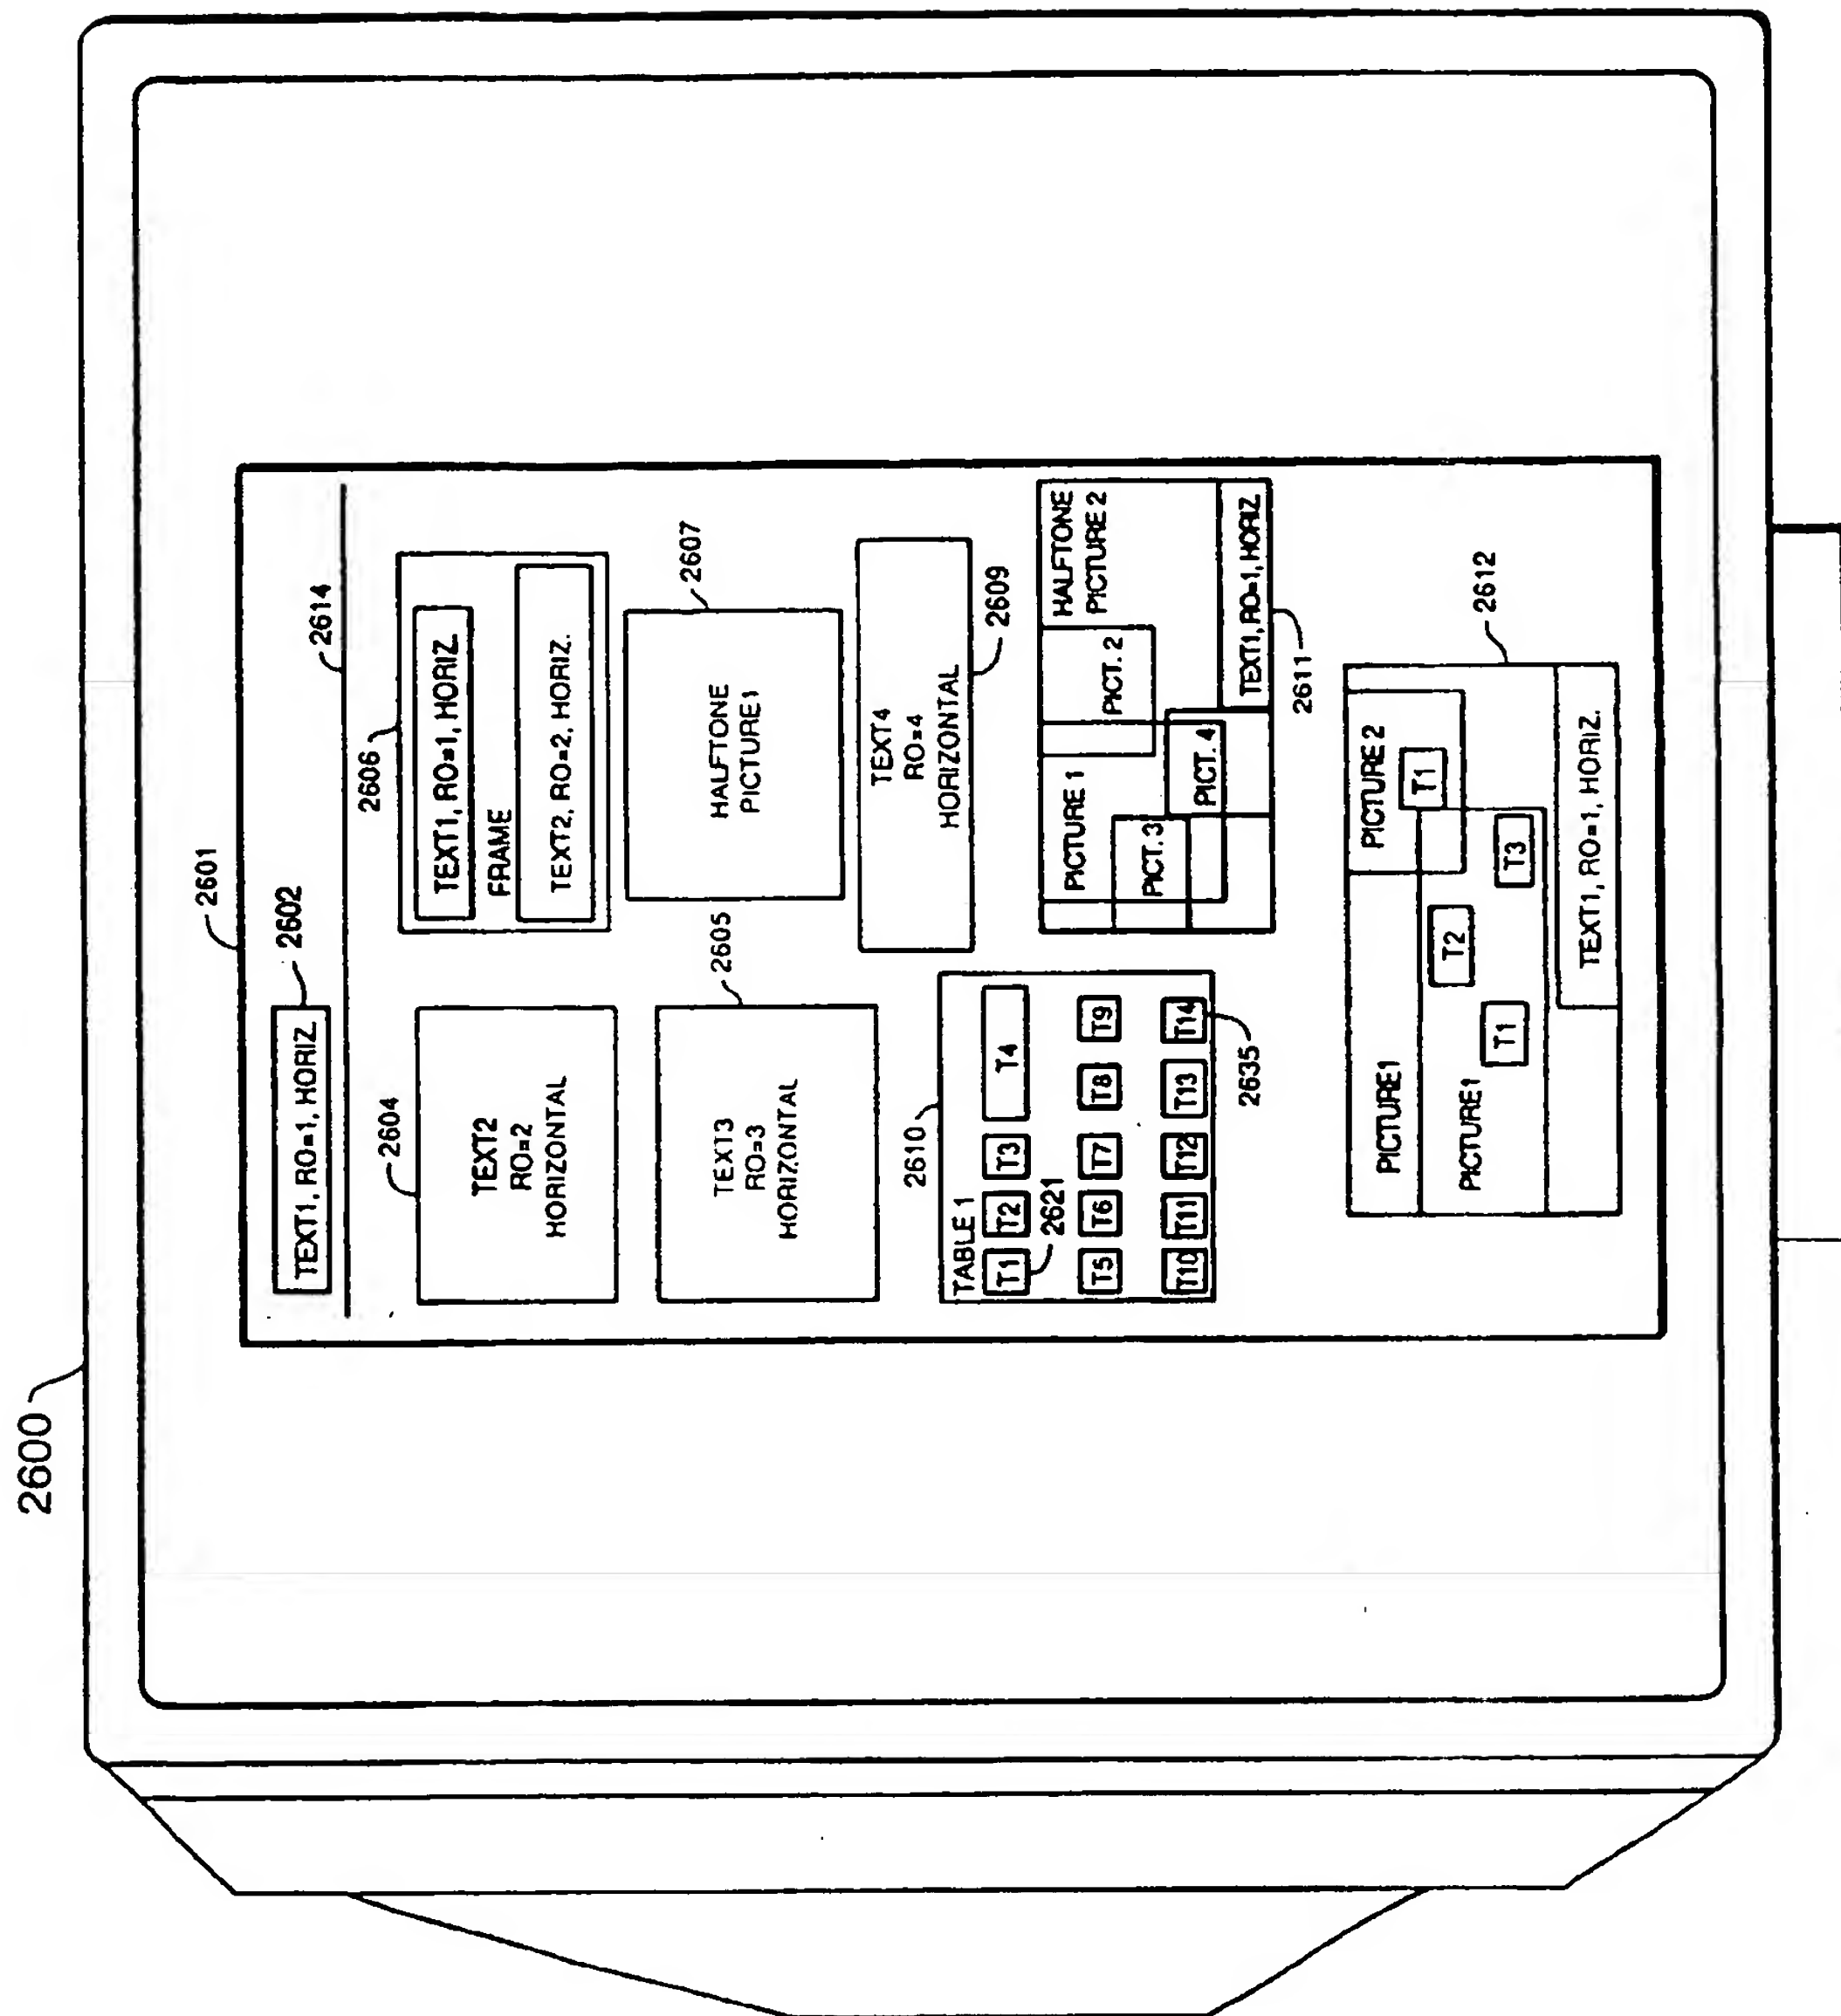 2600
2601
TEXT1, RO=1, HORIZ
2602
2614
2604
TEXT2
RO=2
HORIZONTAL
2606
TEXT1, RO=1, HORIZ
FRAME
TEXT2, RO=2, HORIZ.
TEXT3
RO=3
HORIZONTAL
2605
HALFTONE
PICTURE1
2607
TEXT4
RO=4
HORIZONTAL
2609
2610
TABLE 1
T1 T2 T3 T4
2621
T5 T6 T7 T8 T9
T10 T11 T12 T13 T14
2635
HALFTONE
PICTURE 2
PICTURE 1
PICT. 2
PICT. 3
PICT. 4
TEXT1, RO=1, HORIZ
2611
2612
PICTURE1
PICTURE 2
T1
PICTURE1
T2
T1
T3
TEXT1, RO=1, HORIZ.